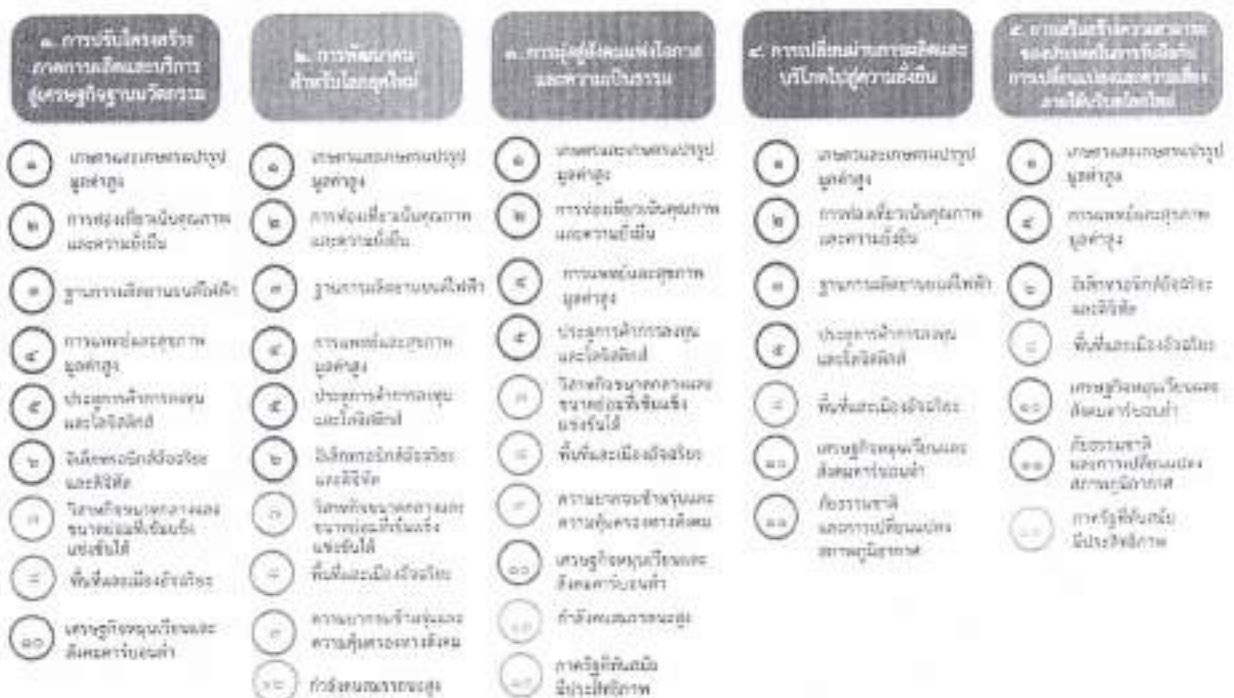 ๑. การปรับโครงสร้าง
ภาคการผลิตและบริการ
สู่เศรษฐกิจฐานนวัตกรรม
๑ เกษตรและเกษตรแปรรูป
มูลค่าสูง
๒ การท่องเที่ยวเน้นคุณภาพ
และความยั่งยืน
๓ ฐานการผลิตยานยนต์ไฟฟ้า
๔ การแพทย์และสุขภาพ
มูลค่าสูง
๕ ประตูการค้าการลงทุน
และโลจิสติกส์
๖ อิเล็กทรอนิกส์อัจฉริยะ
และดิจิทัล
๗ วิสาหกิจขนาดกลางและ
ขนาดย่อมที่เข้มแข็ง
แข่งขันได้
๘ พื้นที่และเมืองอัจฉริยะ
๑๐ เศรษฐกิจหมุนเวียนและ
สังคมคาร์บอนต่ำ
๒. การพัฒนาคน
สำหรับโลกยุคใหม่
๑ เกษตรและเกษตรแปรรูป
มูลค่าสูง
๒ การท่องเที่ยวเน้นคุณภาพ
และความยั่งยืน
๓ ฐานการผลิตยานยนต์ไฟฟ้า
๔ การแพทย์และสุขภาพ
มูลค่าสูง
๕ ประตูการค้าการลงทุน
และโลจิสติกส์
๖ อิเล็กทรอนิกส์อัจฉริยะ
และดิจิทัล
๗ วิสาหกิจขนาดกลางและ
ขนาดย่อมที่เข้มแข็ง
แข่งขันได้
๘ พื้นที่และเมืองอัจฉริยะ
๙ ความยากจนข้ามรุ่นและ
ความคุ้มครองทางสังคม
๑๒ กำลังคนสมรรถนะสูง
๓. การมุ่งสู่สังคมแห่งโอกาส
และความเป็นธรรม
๑ เกษตรและเกษตรแปรรูป
มูลค่าสูง
๒ การท่องเที่ยวเน้นคุณภาพ
และความยั่งยืน
๔ การแพทย์และสุขภาพ
มูลค่าสูง
๕ ประตูการค้าการลงทุน
และโลจิสติกส์
๗ วิสาหกิจขนาดกลางและ
ขนาดย่อมที่เข้มแข็ง
แข่งขันได้
๘ พื้นที่และเมืองอัจฉริยะ
๙ ความยากจนข้ามรุ่นและ
ความคุ้มครองทางสังคม
๑๐ เศรษฐกิจหมุนเวียนและ
สังคมคาร์บอนต่ำ
๑๒ กำลังคนสมรรถนะสูง
๑๓ ภาครัฐที่ทันสมัย
มีประสิทธิภาพ
๔. การเปลี่ยนผ่านการผลิตและ
บริโภคไปสู่ความยั่งยืน
๑ เกษตรและเกษตรแปรรูป
มูลค่าสูง
๒ การท่องเที่ยวเน้นคุณภาพ
และความยั่งยืน
๓ ฐานการผลิตยานยนต์ไฟฟ้า
๕ ประตูการค้าการลงทุน
และโลจิสติกส์
๘ พื้นที่และเมืองอัจฉริยะ
๑๐ เศรษฐกิจหมุนเวียนและ
สังคมคาร์บอนต่ำ
๑๑ ภัยธรรมชาติ
และการเปลี่ยนแปลง
สภาพภูมิอากาศ
๕. การเสริมสร้างความสามารถ
ของประเทศในการรับมือกับ
การเปลี่ยนแปลงและความเสี่ยง
ภายใต้บริบทโลกใหม่
๑ เกษตรและเกษตรแปรรูป
มูลค่าสูง
๔ การแพทย์และสุขภาพ
มูลค่าสูง
๖ อิเล็กทรอนิกส์อัจฉริยะ
และดิจิทัล
๘ พื้นที่และเมืองอัจฉริยะ
๑๐ เศรษฐกิจหมุนเวียนและ
สังคมคาร์บอนต่ำ
๑๑ ภัยธรรมชาติ
และการเปลี่ยนแปลง
สภาพภูมิอากาศ
๑๓ ภาครัฐที่ทันสมัย
มีประสิทธิภาพ